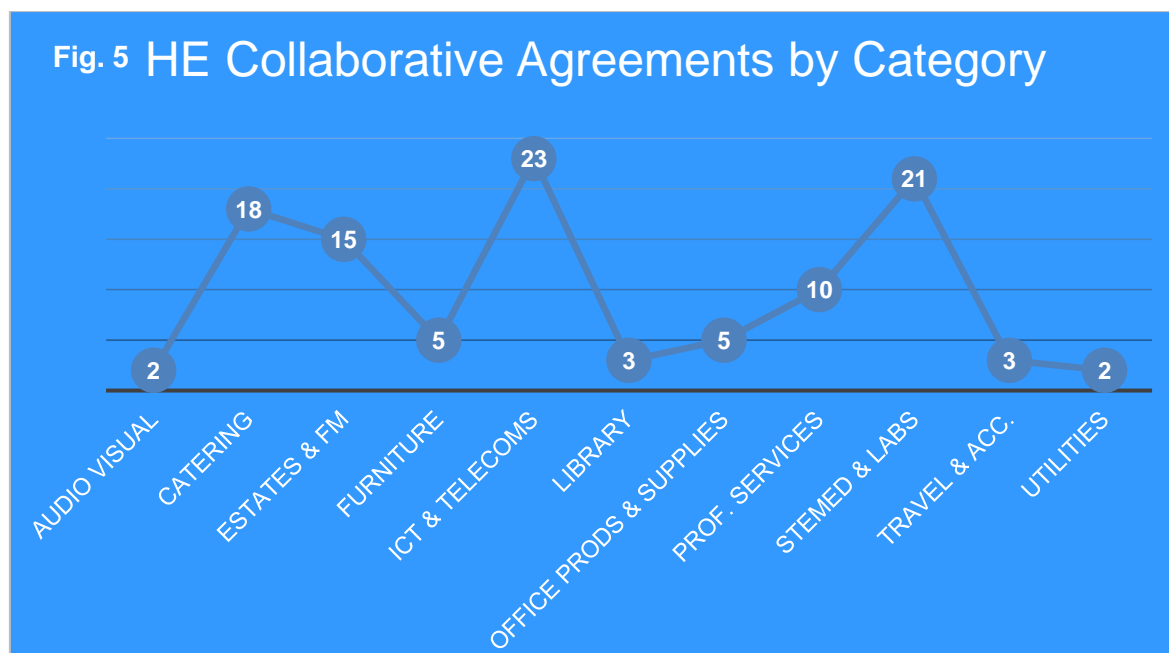 Fig. 5 HE Collaborative Agreements by Category
2
18
15
5
23
3
5
10
21
3
2
AUDIO VISUAL
CATERING
ESTATES & FM
FURNITURE
ICT & TELECOMS
LIBRARY
OFFICE PRODS & SUPPLIES
PROF. SERVICES
STEMED & LABS
TRAVEL & ACC.
UTILITIES